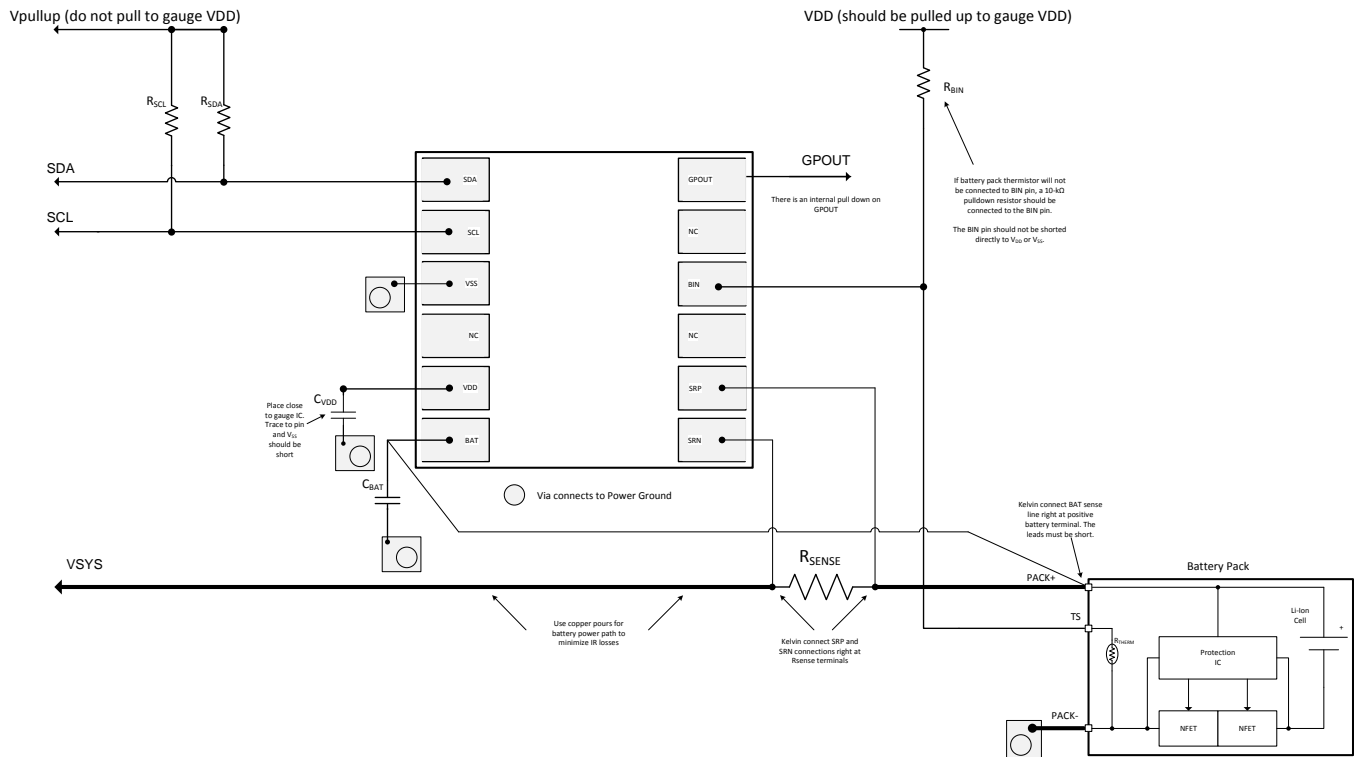 Vpullup (do not pull to gauge VDD)
VDD (should be pulled up to gauge VDD)
RSCL
RSDA
RBIN
SDA
SCL
SDA
SCL
VSS
NC
VDD
BAT
GPOUT
NC
BIN
NC
SRP
SRN
GPOUT
There is an internal pull down on
GPOUT
If battery pack thermistor will not
be connected to BIN pin, a 10-kΩ
pulldown resistor should be
connected to the BIN pin.
The BIN pin should not be shorted
directly to VDD or VSS.
CVDD
Place close
to gauge IC.
Trace to pin
and VSS
should be
short
CBAT
Via connects to Power Ground
Kelvin connect BAT sense
line right at positive
battery terminal. The
leads must be short.
VSYS
RSENSE
PACK+
Battery Pack
Use copper pours for
battery power path to
minimize IR losses
Kelvin connect SRP and
SRN connections right at
Rsense terminals
TS
RTHERM
Li-Ion
Cell
+
Protection
IC
PACK-
NFET
NFET